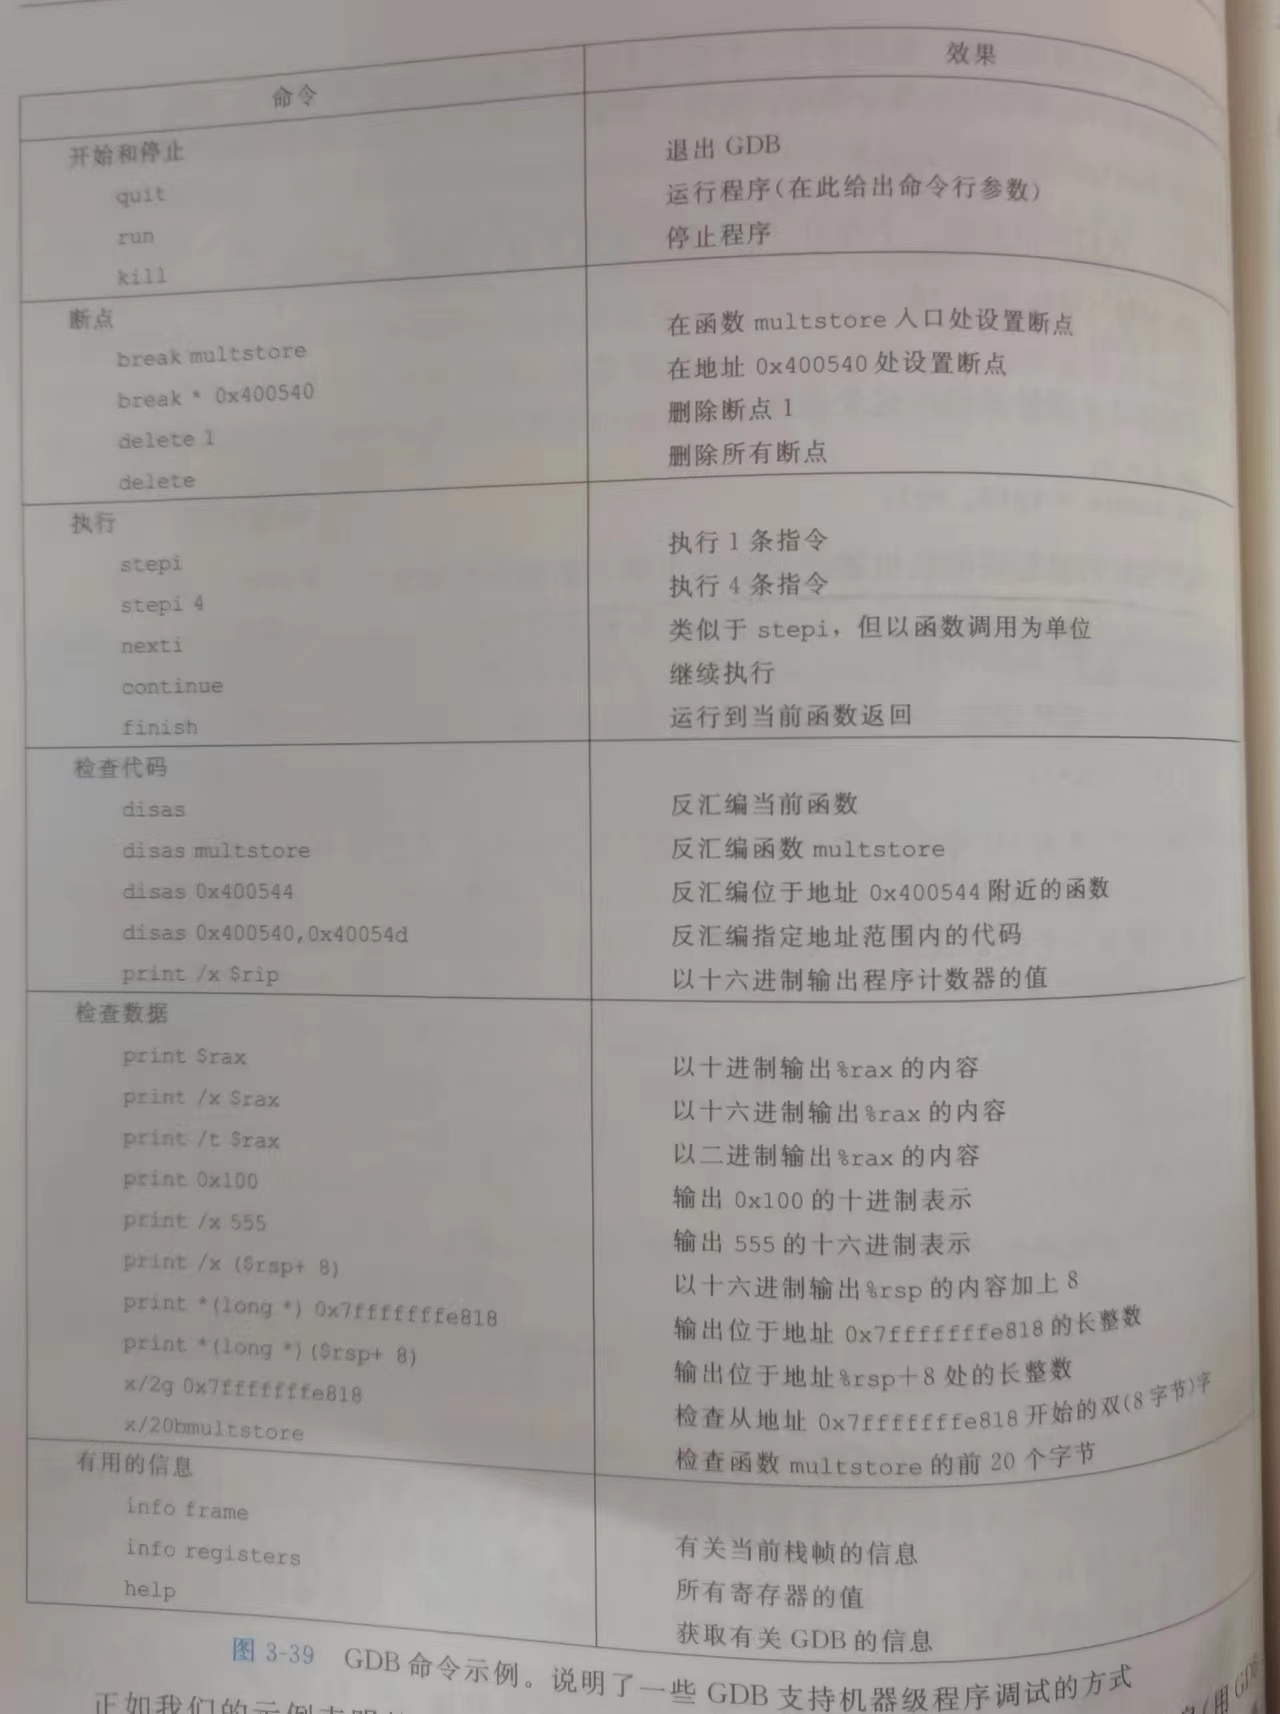 命令 效果
开始和停止
quit 退出 GDB
run 运行程序(在此给出命令行参数)
kill 停止程序
断点
break multstore 在函数 multstore 入口处设置断点
break * 0x400540 在地址 0x400540 处设置断点
delete 1 删除断点 1
delete 删除所有断点
执行
stepi 执行 1 条指令
stepi 4 执行 4 条指令
nexti 类似于 stepi，但以函数调用为单位
continue 继续执行
finish 运行到当前函数返回
检查代码
disas 反汇编当前函数
disas multstore 反汇编函数 multstore
disas 0x400544 反汇编位于地址 0x400544 附近的函数
disas 0x400540,0x40054d 反汇编指定地址范围内的代码
print /x $rip 以十六进制输出程序计数器的值
检查数据
print $rax 以十进制输出%rax 的内容
print /x $rax 以十六进制输出%rax 的内容
print /t $rax 以二进制输出%rax 的内容
print 0x100 输出 0x100 的十进制表示
print /x 555 输出 555 的十六进制表示
print /x ($rsp+ 8) 以十六进制输出%rsp 的内容加上 8
print *(long *) 0x7fffffffe818 输出位于地址 0x7fffffffe818 的长整数
print *(long *)($rsp+ 8) 输出位于地址%rsp+8 处的长整数
x/2g 0x7fffffffe818 检查从地址 0x7fffffffe818 开始的双(8 字节)字
x/20bmultstore 检查函数 multstore 的前 20 个字节
有用的信息
info frame 有关当前栈帧的信息
info registers 所有寄存器的值
help 获取有关 GDB 的信息
图 3-39 GDB 命令示例。说明了一些 GDB 支持机器级程序调试的方式
正如我们的示例表明
(用 GDB